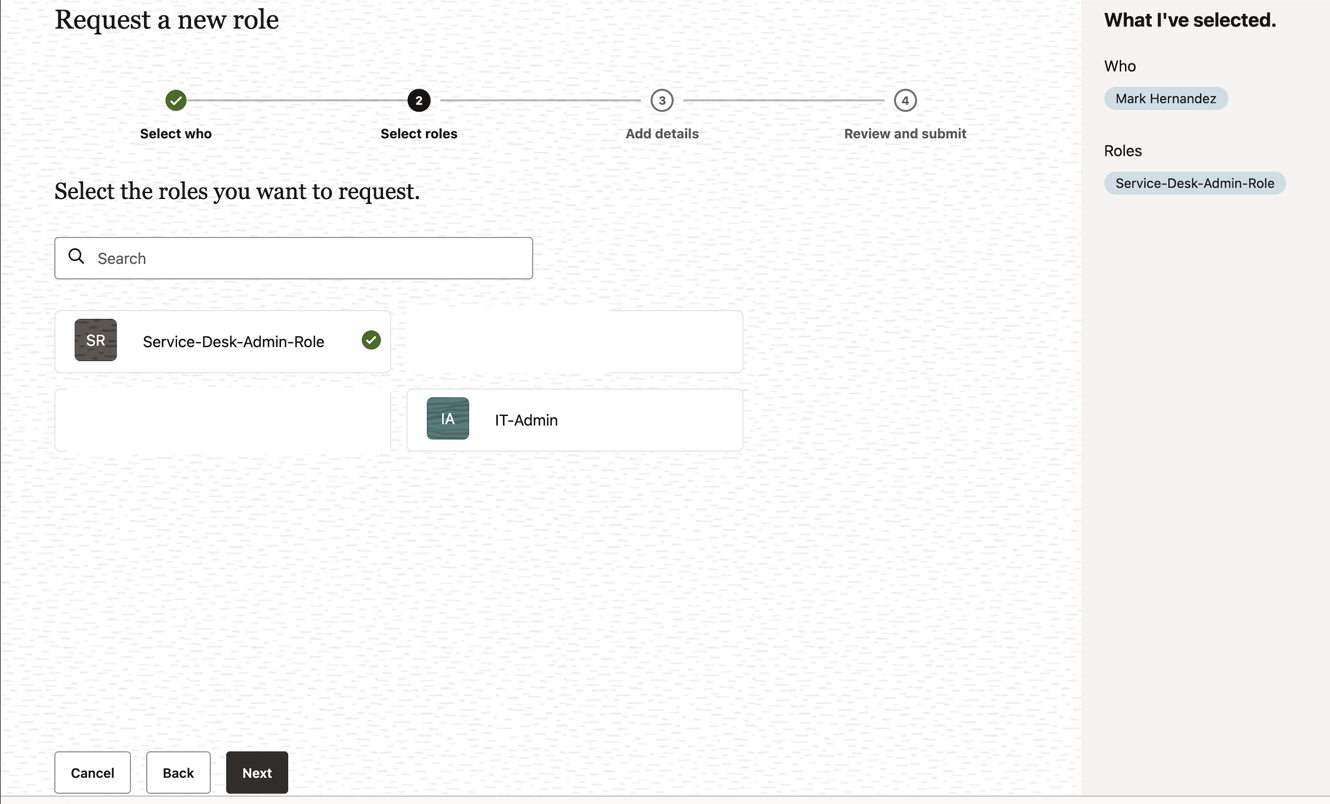 Request a new role
2
3
4
Select who
Select roles
Add details
Review and submit
Select the roles you want to request.
Search
SR
Service-Desk-Admin-Role
IA
IT-Admin
Cancel
Back
Next
What I've selected.
Who
Mark Hernandez
Roles
Service-Desk-Admin-Role